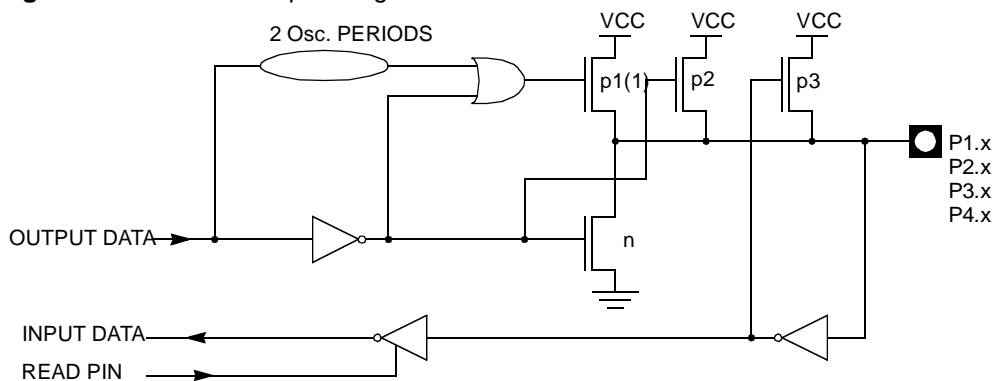 2 Osc. PERIODS
VCC
VCC
VCC
p1(1)
p2
p3
P1.x
P2.x
P3.x
P4.x
OUTPUT DATA
n
INPUT DATA
READ PIN